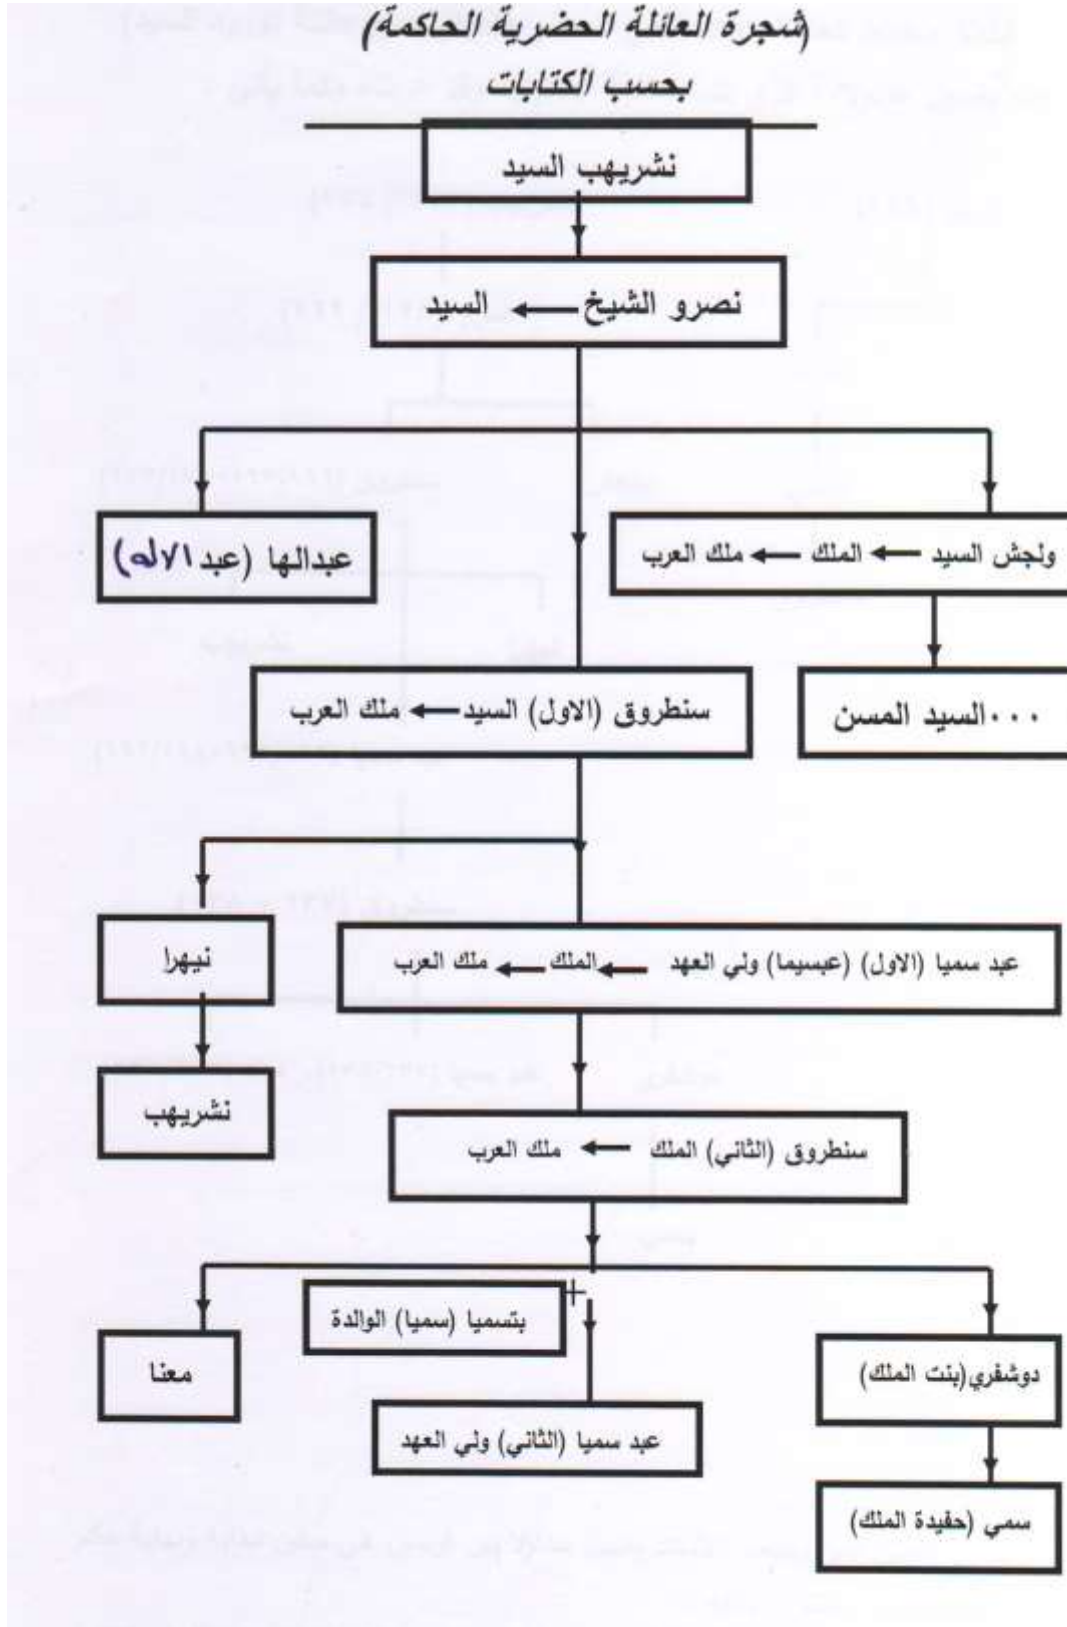 (شجرة العائلة الحضرية الحاكمة)
بحسب الكتابات
نشريهب السيد
نصرو الشيخ ← السيد
ولجش السيد ← الملك ← ملك العرب
عبدالها (عبد الاله)
سنطروق (الاول) السيد ← ملك العرب
٠٠٠السيد المسن
عبد سميا (الاول) (عبسيما) ولي العهد ← الملك ← ملك العرب
نيهرا
نشريهب
سنطروق (الثاني) الملك ← ملك العرب
دوشفري(بنت الملك)
+
بتسميا (سميا) الوالدة
معنا
عبد سميا (الثاني) ولي العهد
سمي (حفيدة الملك)